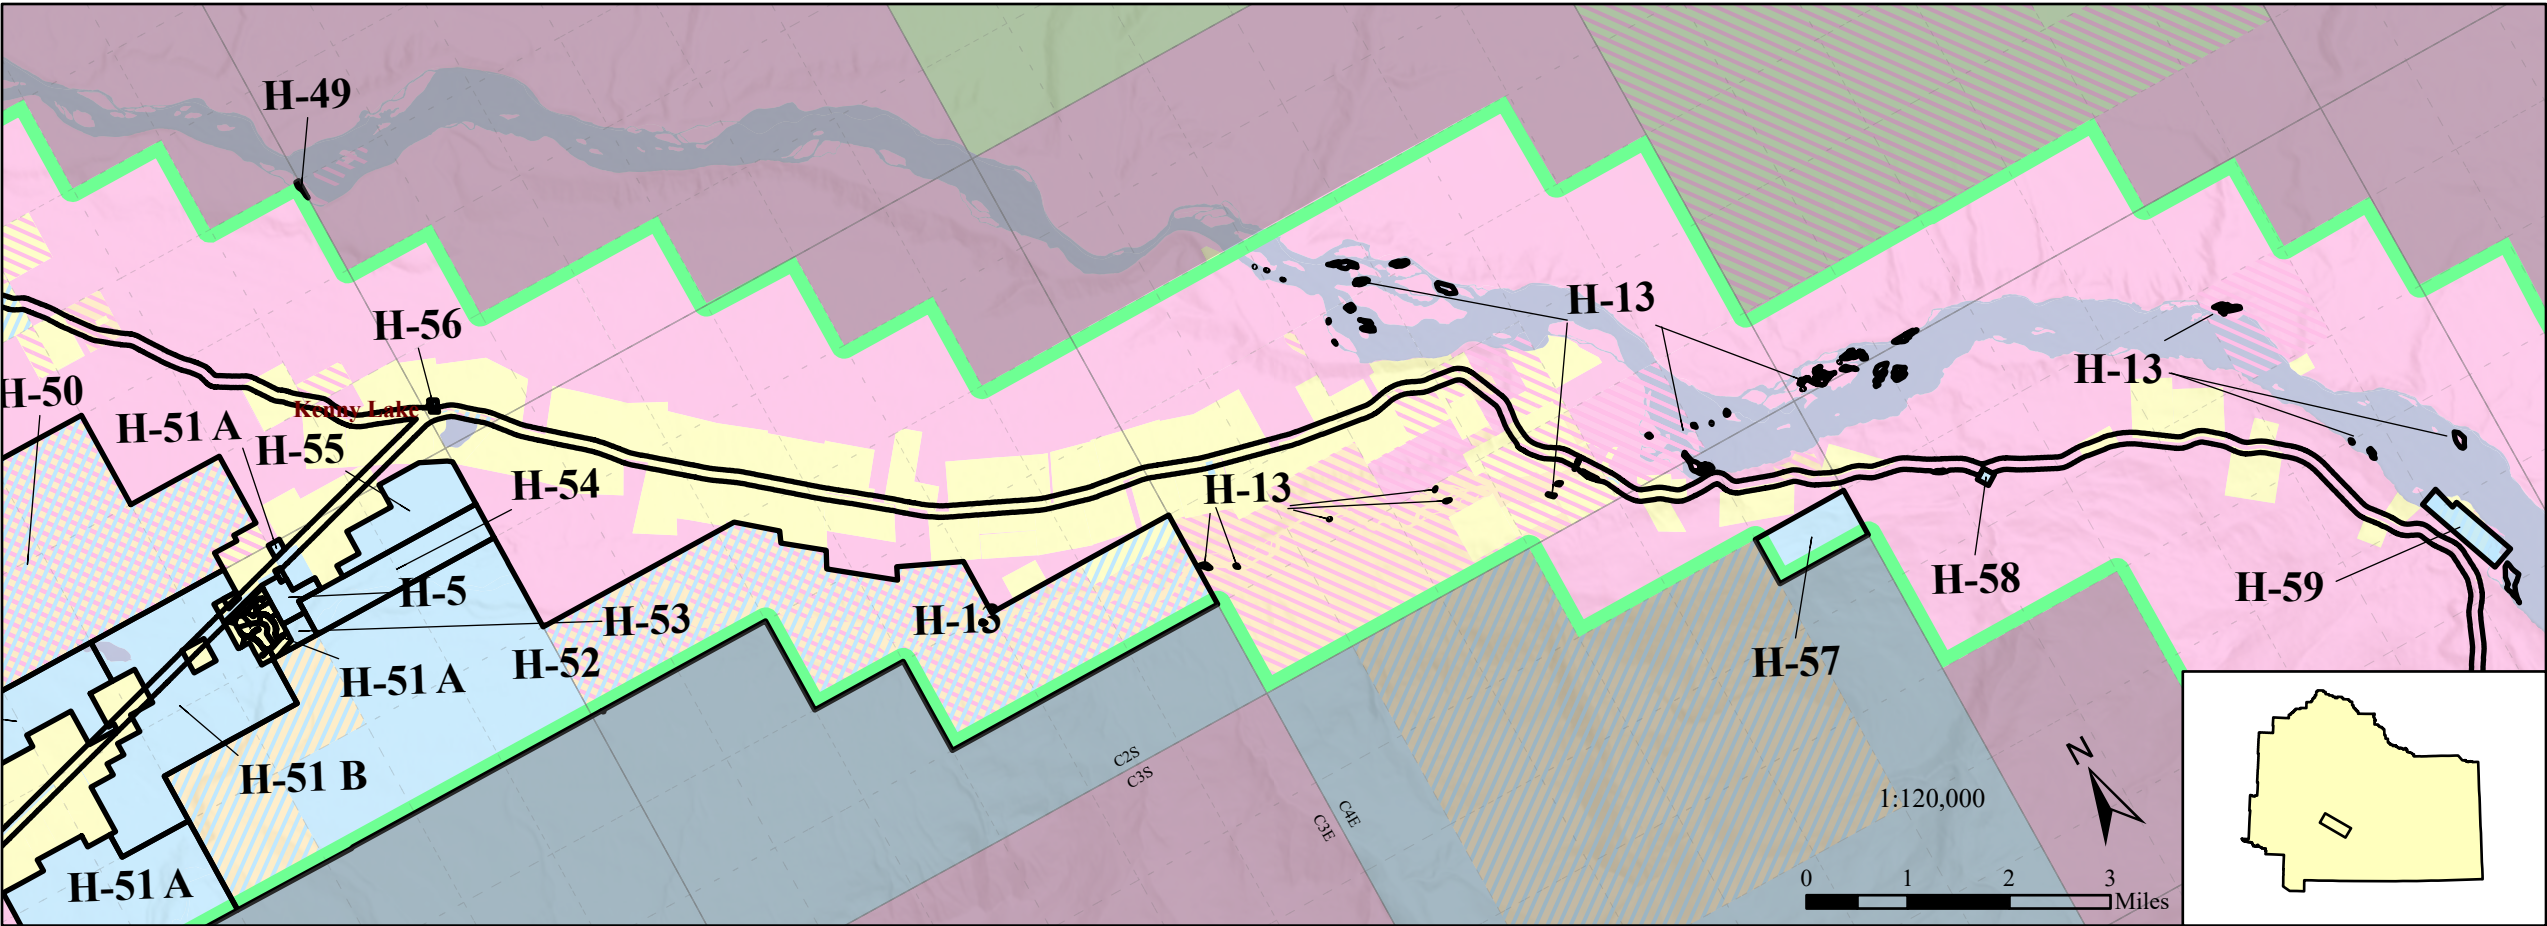 H-49
H-13
H-56
H-13
H-50
Kenny Lake
H-51 A
H-55
H-54
H-13
H-5
H-58
H-59
H-53
H-13
H-52
H-57
H-51 A
N
C2S
C3S
H-51 B
1:120,000
C4E
C3E
H-51 A
0 1 2 3
Miles